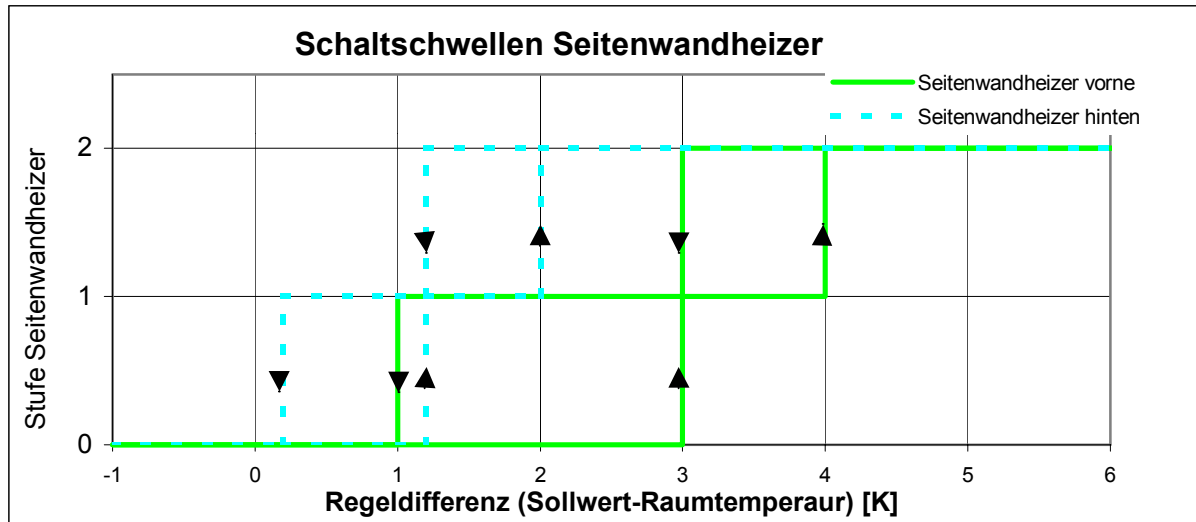 Schaltschwellen Seitenwandheizer
Seitenwandheizer vorne
Seitenwandheizer hinten
Stufe Seitenwandheizer
2
1
0
-1 0 1 2 3 4 5 6
Regeldifferenz (Sollwert-Raumtemperaur) [K]